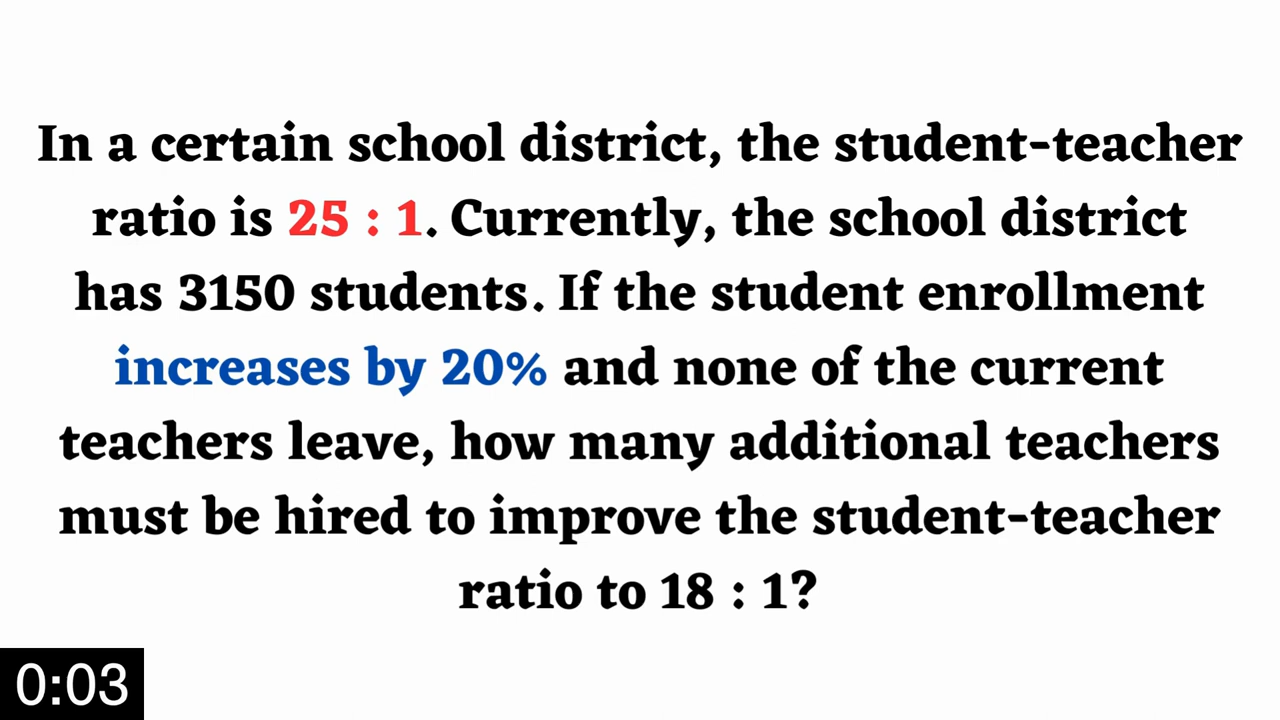 In a certain school district, the student-teacher
ratio is 25 : 1. Currently, the school district
has 3150 students. If the student enrollment
increases by 20% and none of the current
teachers leave, how many additional teachers
must be hired to improve the student-teacher
ratio to 18 : 1?
0:03